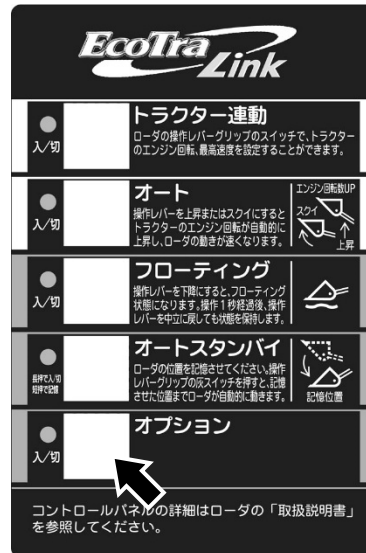 EcoTra
Link
トラクター連動
ローダの操作レバーグリップのスイッチで、トラクター
のエンジン回転、最高速度を設定することができます。
入/切
オート
操作レバーを上昇またはスクイにすると
トラクターのエンジン回転が自動的に
上昇し、ローダの動きが速くなります。
入/切
エンジン回転数UP
スクイ
上昇
フローティング
操作レバーを下降にすると、フローティング
状態になります。操作1秒経過後、操作
レバーを中立に戻しても状態を保持します。
入/切
オートスタンバイ
ローダの位置を記憶させてください。操作
レバーグリップの灰スイッチを押すと、記憶
させた位置までローダが自動的に動きます。
長押で入/切
短押で記憶
記憶位置
オプション
入/切
コントロールパネルの詳細はローダの「取扱説明書」
を参照してください。